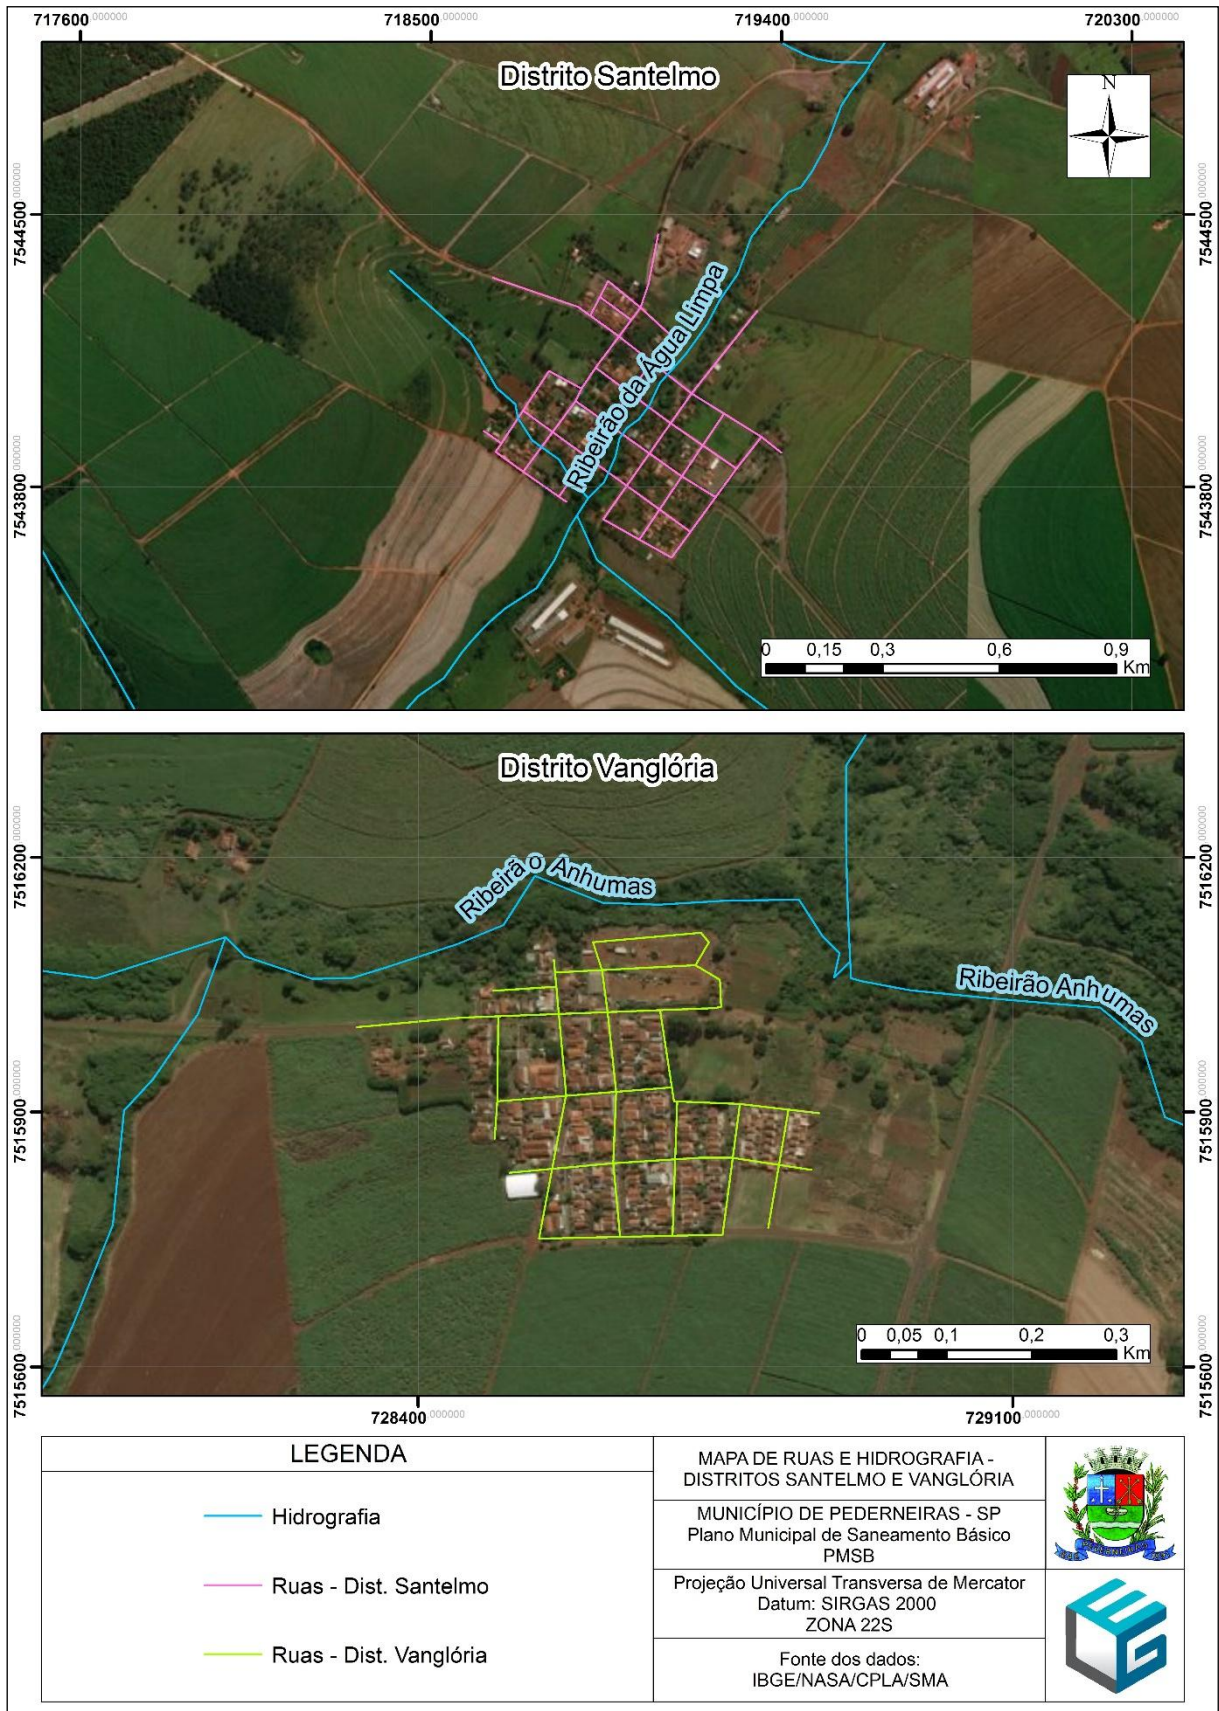 717600,000000 718500,000000 719400,000000 720300,000000
Distrito Santelmo
N
7544500,000000
7544500,000000
Ribeirão da Água Limpa
7543800,000000
7543800,000000
0 0,15 0,3 0,6 0,9
Km
Distrito Vanglória
7516200,000000
7516200,000000
Ribeirão Anhumas
Ribeirão Anhumas
7515900,000000
7515900,000000
0 0,05 0,1 0,2 0,3
Km
7515600,000000
7515600,000000
728400,000000 729100,000000
LEGENDA
Hidrografia
Ruas - Dist. Santelmo
Ruas - Dist. Vanglória
MAPA DE RUAS E HIDROGRAFIA -
DISTRITOS SANTELMO E VANGLÓRIA
MUNICÍPIO DE PEDERNEIRAS - SP
Plano Municipal de Saneamento Básico
PMSB
Projeção Universal Transversa de Mercator
Datum: SIRGAS 2000
ZONA 22S
Fonte dos dados:
IBGE/NASA/CPLA/SMA
PEDERNEIRAS